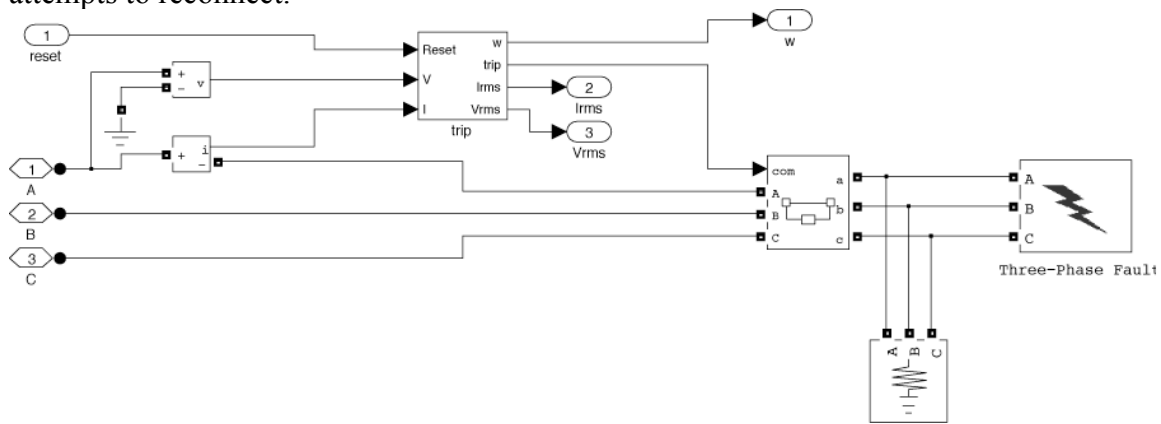 attempts to reconnect.
1
reset
Reset
V
I
w
trip
Irms
Vrms
trip
1
w
2
Irms
3
Vrms
+
-
v
+
i
-
1
A
2
B
3
C
com
A
B
C
a
b
c
A
B
C
Three-Phase Fault
A
B
C